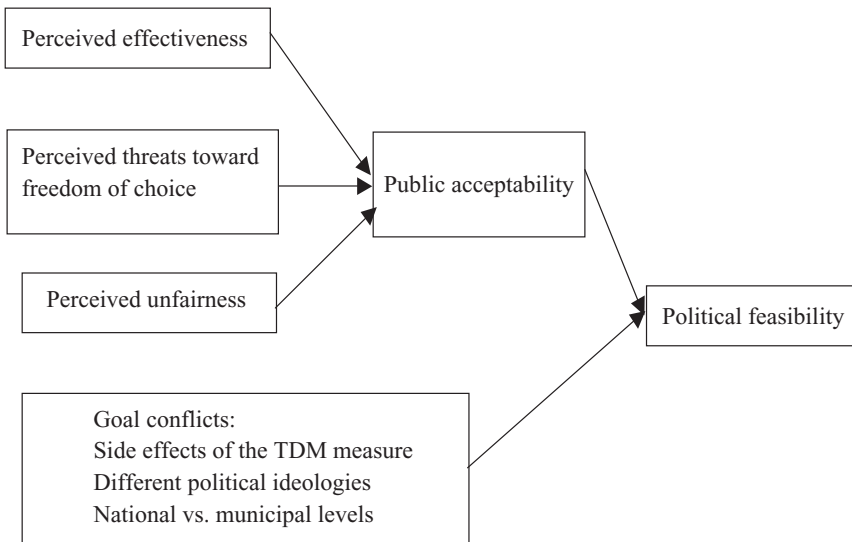 Perceived effectiveness
Perceived threats toward
freedom of choice
Public acceptability
Perceived unfairness
Political feasibility
Goal conflicts:
Side effects of the TDM measure
Different political ideologies
National vs. municipal levels